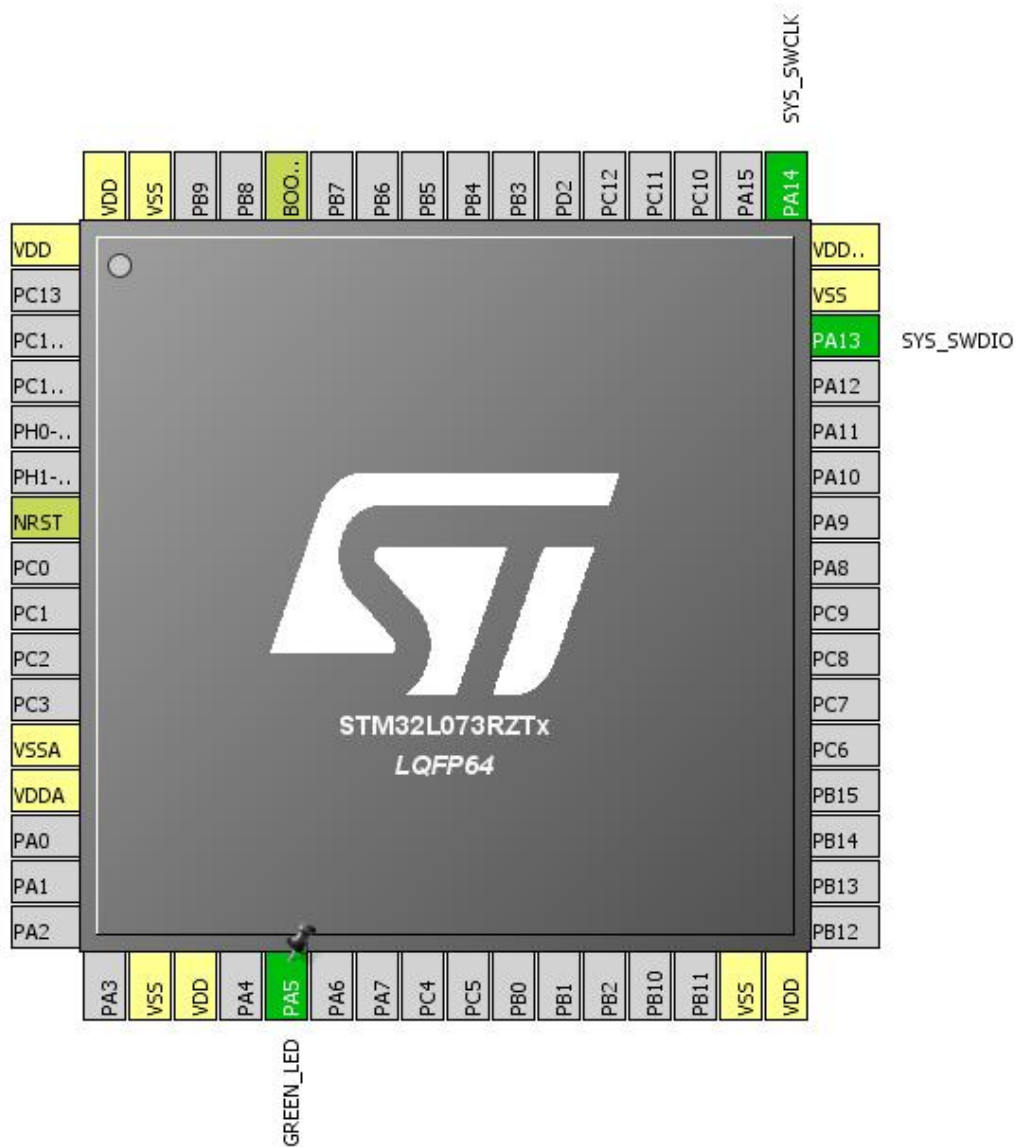 SYS_SWCLK
VDD
VSS
PB9
PB8
BOO..
PB7
PB6
PB5
PB4
PB3
PD2
PC12
PC11
PC10
PA15
PA14
VDD
PC13
PC1..
PC1..
PH0-..
PH1-..
NRST
PC0
PC1
PC2
PC3
VSSA
VDDA
PA0
PA1
PA2
VDD..
VSS
PA13
SYS_SWDIO
PA12
PA11
PA10
PA9
PA8
PC9
PC8
PC7
PC6
PB15
PB14
PB13
PB12
ST
STM32L073RZTx
LQFP64
PA3
VSS
VDD
PA4
PA5
PA6
PA7
PC4
PC5
PB0
PB1
PB2
PB10
PB11
VSS
VDD
GREEN_LED